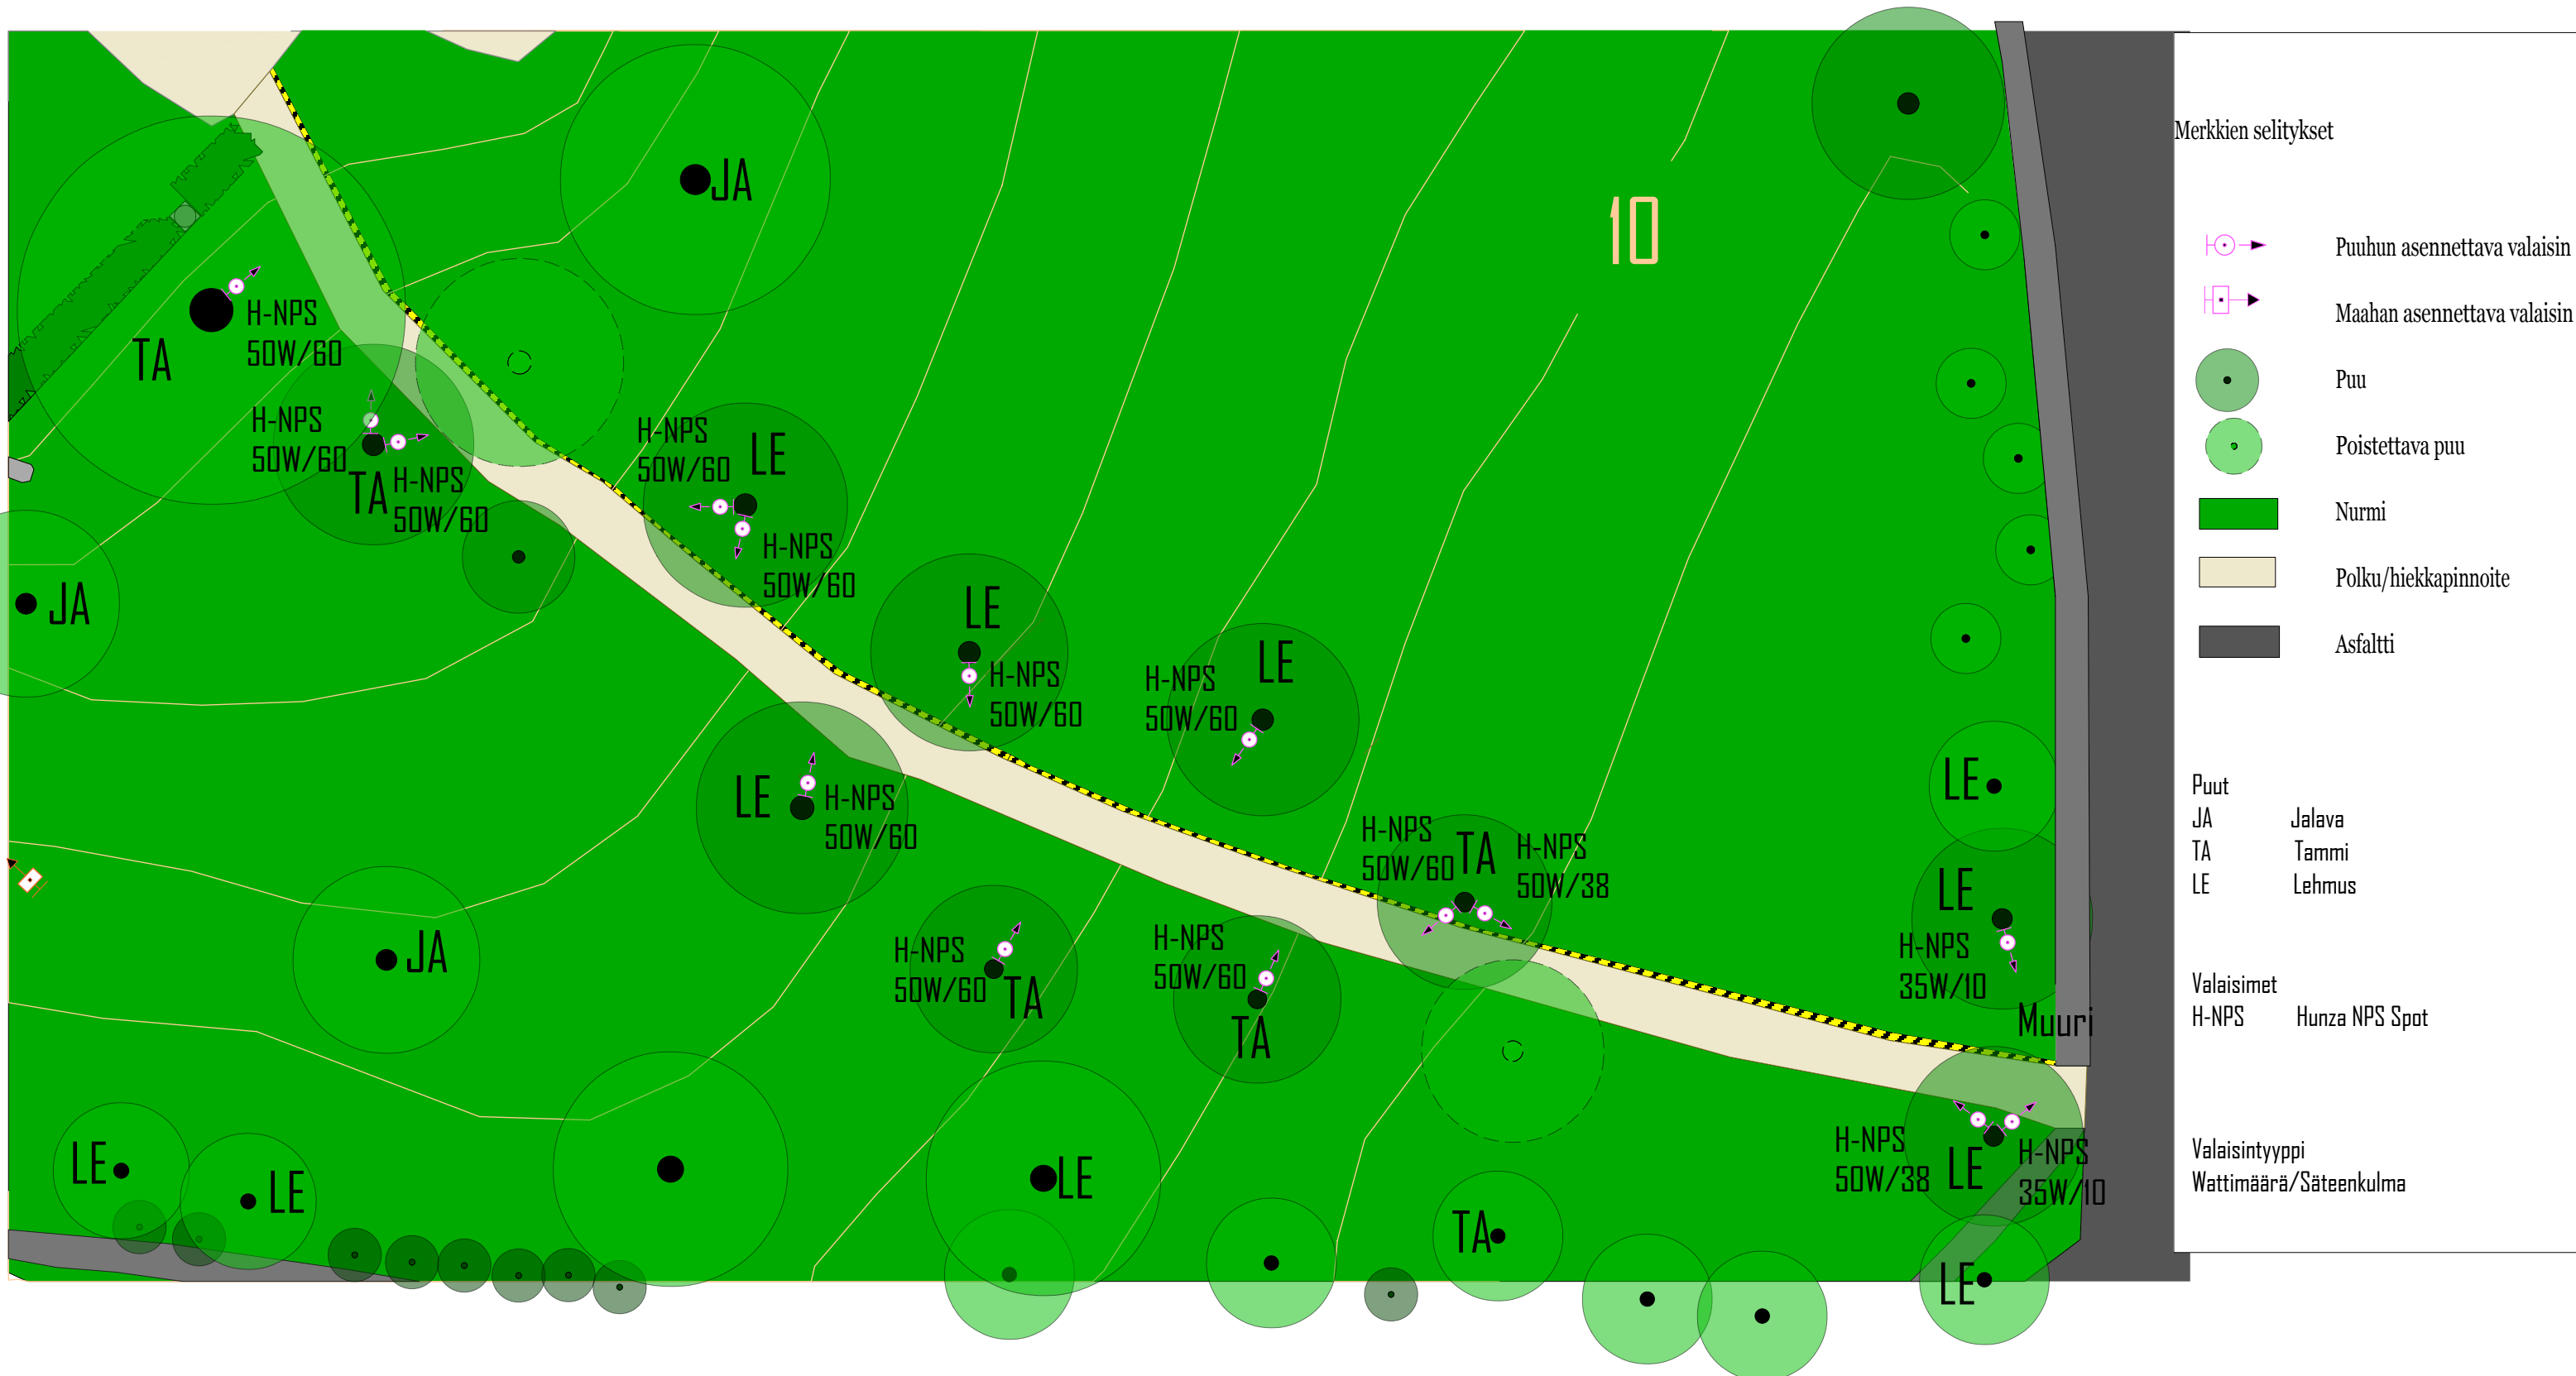 JA
10
H-NPS
50W/60
TA
H-NPS
50W/60
TA
H-NPS
50W/60
H-NPS
50W/60
LE
H-NPS
50W/60
JA
LE
H-NPS
50W/60
H-NPS
50W/60
LE
LE
H-NPS
50W/60
H-NPS
50W/60
TA
H-NPS
50W/38
LE
LE
H-NPS
35W/10
Muuri
JA
H-NPS
50W/60
TA
H-NPS
50W/60
TA
LE
LE
LE
TA
H-NPS
50W/38
LE
H-NPS
35W/10
LE
Merkkien selitykset
Puuhun asennettava valaisin
Maahan asennettava valaisin
Puu
Poistettava puu
Nurmi
Polku/hiekkapinnoite
Asfaltti
Puut
JA Jalava
TA Tammi
LE Lehmus
Valaisimet
H-NPS Hunza NPS Spot
Valaisintyyppi
Wattimäärä/Säteenkulma